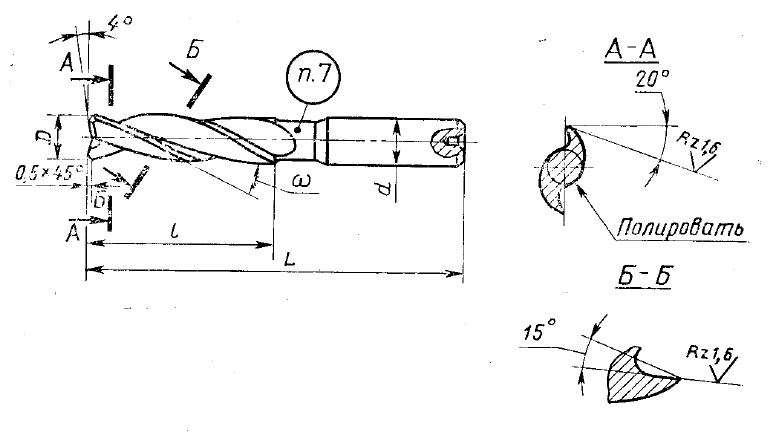 4°
А
Б
п.7
D
0,5×45°
Б
А
ω
d
l
L
А-А
20°
Rz1,6
Полировать
Б-Б
15°
Rz1,6